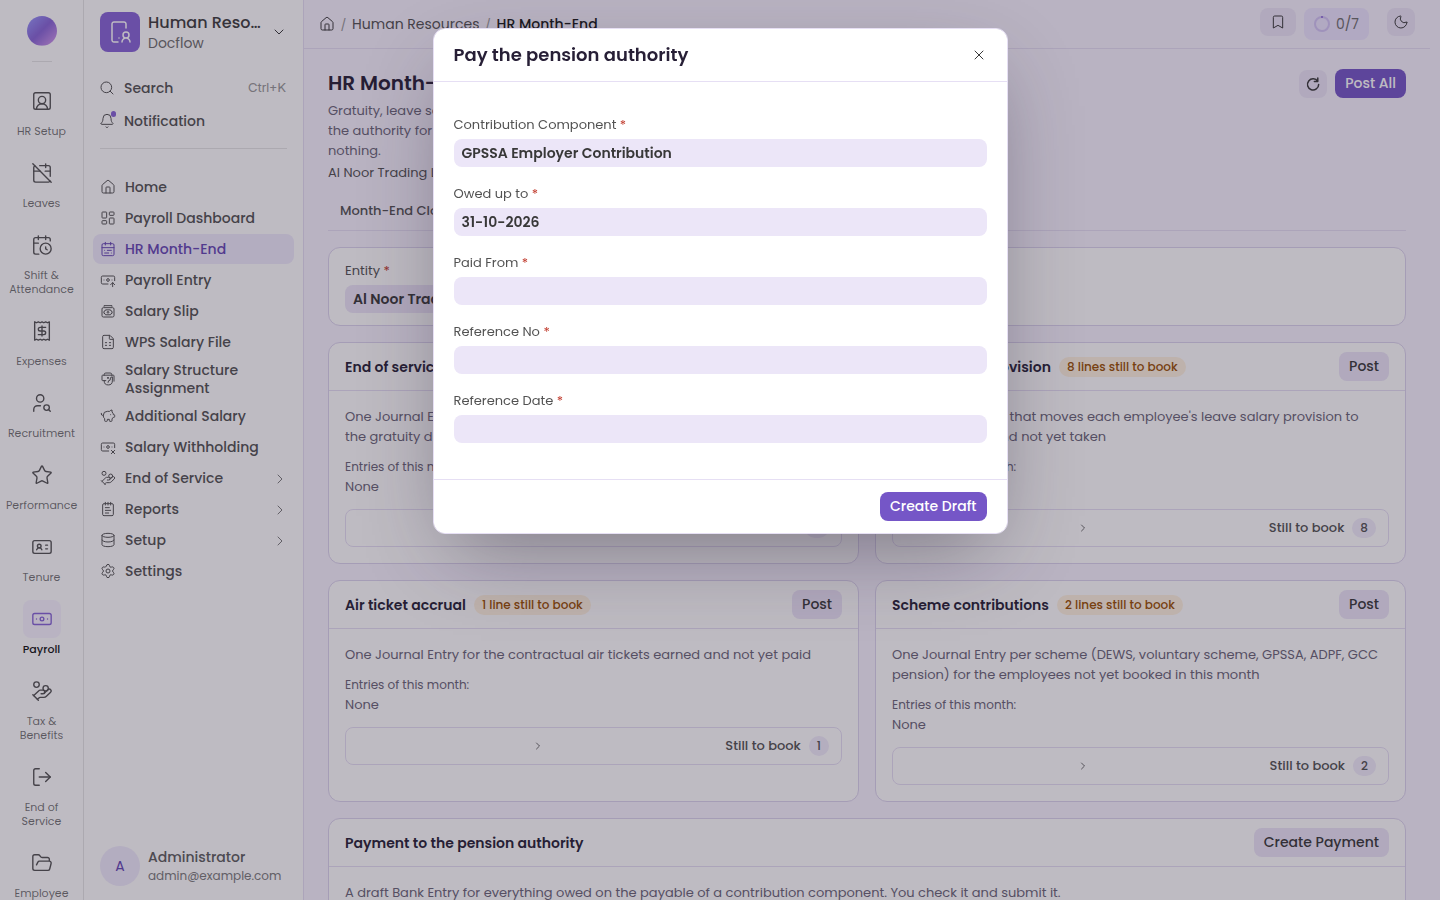 Human Reso...
Docflow
Search
Ctrl+K
Notification
Home
Payroll Dashboard
HR Month-End
Payroll Entry
Salary Slip
WPS Salary File
Salary Structure
Assignment
Additional Salary
Salary Withholding
End of Service
Reports
Setup
Settings
A
Administrator
admin@example.com
HR Setup
Leaves
Shift &
Attendance
Expenses
Recruitment
Performance
Tenure
Payroll
Tax &
Benefits
End of
Service
Employee
/ Human Resources / HR Month-End
0/7
HR Month-
Post All
Gratuity, leave s
the authority for
nothing.
Al Noor Trading
Month-End Cl
Entity *
Al Noor Trad
Pay the pension authority
Contribution Component *
GPSSA Employer Contribution
Owed up to *
31-10-2026
Paid From *
Reference No *
Reference Date *
Create Draft
End of servic
One Journal E
the gratuity d
Entries of this m
None
vision
8 lines still to book
Post
that moves each employee's leave salary provision to
d not yet taken
h:
Still to book 8
Air ticket accrual
1 line still to book
Post
One Journal Entry for the contractual air tickets earned and not yet paid
Entries of this month:
None
Still to book 1
Scheme contributions
2 lines still to book
Post
One Journal Entry per scheme (DEWS, voluntary scheme, GPSSA, ADPF, GCC
pension) for the employees not yet booked in this month
Entries of this month:
None
Still to book 2
Payment to the pension authority
Create Payment
A draft Bank Entry for everything owed on the payable of a contribution component. You check it and submit it.